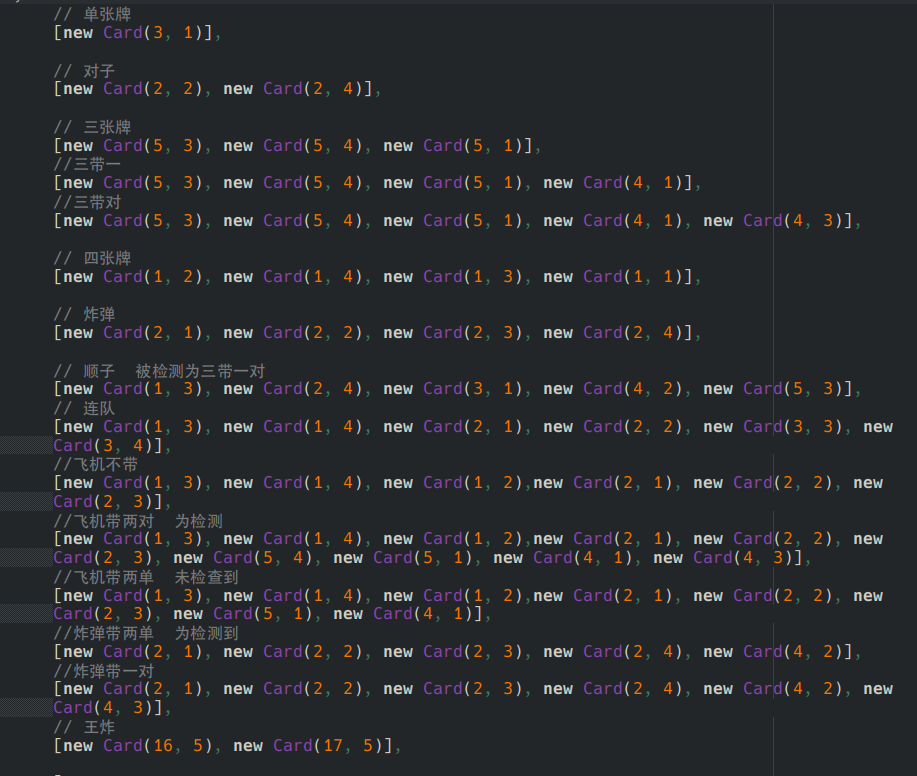 // 单张牌
[new Card(3, 1)],
// 对子
[new Card(2, 2), new Card(2, 4)],
// 三张牌
[new Card(5, 3), new Card(5, 4), new Card(5, 1)],
//三带一
[new Card(5, 3), new Card(5, 4), new Card(5, 1), new Card(4, 1)],
//三带对
[new Card(5, 3), new Card(5, 4), new Card(5, 1), new Card(4, 1), new Card(4, 3)],
// 四张牌
[new Card(1, 2), new Card(1, 4), new Card(1, 3), new Card(1, 1)],
// 炸弹
[new Card(2, 1), new Card(2, 2), new Card(2, 3), new Card(2, 4)],
// 顺子  被检测为三带一对
[new Card(1, 3), new Card(2, 4), new Card(3, 1), new Card(4, 2), new Card(5, 3)],
// 连队
[new Card(1, 3), new Card(1, 4), new Card(2, 1), new Card(2, 2), new Card(3, 3), new
Card(3, 4)],
//飞机不带
[new Card(1, 3), new Card(1, 4), new Card(1, 2),new Card(2, 1), new Card(2, 2), new
Card(2, 3)],
//飞机带两对  为检测
[new Card(1, 3), new Card(1, 4), new Card(1, 2),new Card(2, 1), new Card(2, 2), new
Card(2, 3), new Card(5, 4), new Card(5, 1), new Card(4, 1), new Card(4, 3)],
//飞机带两单  未检查到
[new Card(1, 3), new Card(1, 4), new Card(1, 2),new Card(2, 1), new Card(2, 2), new
Card(2, 3), new Card(5, 1), new Card(4, 1)],
//炸弹带两单  为检测到
[new Card(2, 1), new Card(2, 2), new Card(2, 3), new Card(2, 4), new Card(4, 2)],
//炸弹带一对
[new Card(2, 1), new Card(2, 2), new Card(2, 3), new Card(2, 4), new Card(4, 2), new
Card(4, 3)],
// 王炸
[new Card(16, 5), new Card(17, 5)],